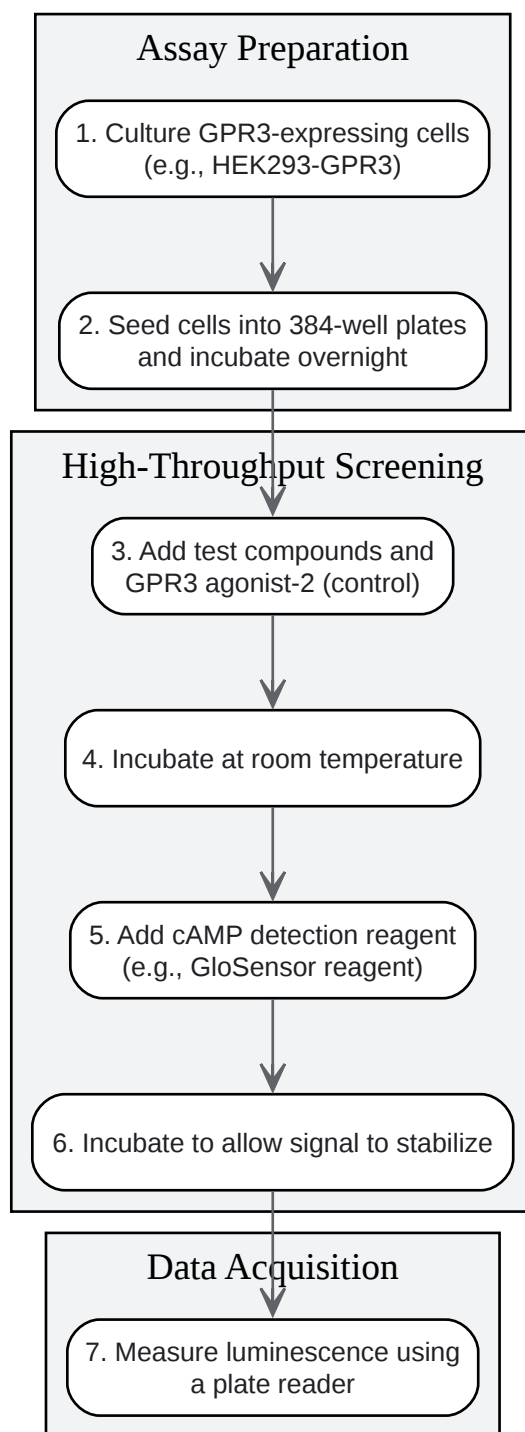 Assay Preparation
1. Culture GPR3-expressing cells
(e.g., HEK293-GPR3)
2. Seed cells into 384-well plates
and incubate overnight
High-Throughput Screening
3. Add test compounds and
GPR3 agonist-2 (control)
4. Incubate at room temperature
5. Add cAMP detection reagent
(e.g., GloSensor reagent)
6. Incubate to allow signal to stabilize
Data Acquisition
7. Measure luminescence using
a plate reader